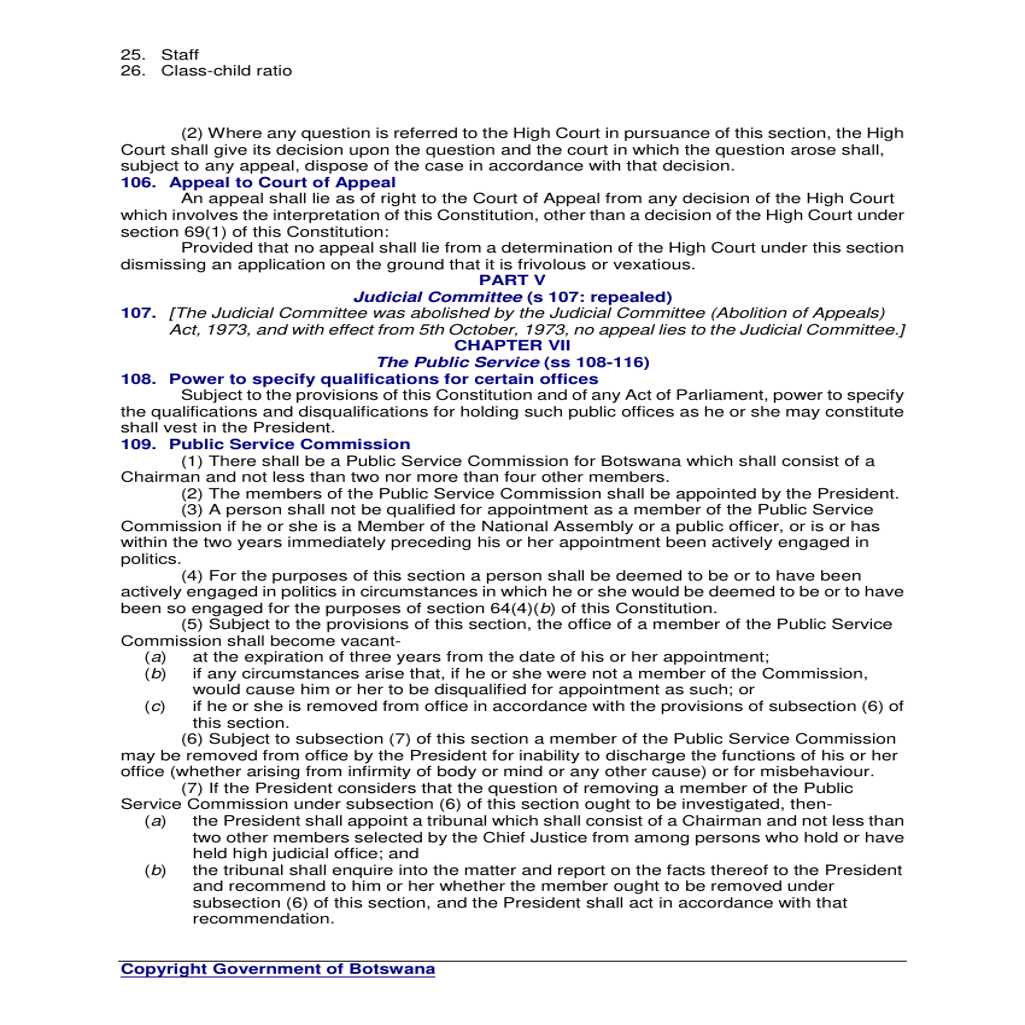 25. Staff
26. Class-child ratio
(2) Where any question is referred to the High Court in pursuance of this section, the High
Court shall give its decision upon the question and the court in which the question arose shall,
subject to any appeal, dispose of the case in accordance with that decision.
106. Appeal to Court of Appeal
An appeal shall lie as of right to the Court of Appeal from any decision of the High Court
which involves the interpretation of this Constitution, other than a decision of the High Court under
section 69(1) of this Constitution:
Provided that no appeal shall lie from a determination of the High Court under this section
dismissing an application on the ground that it is frivolous or vexatious.
PART V
Judicial Committee (s 107: repealed)
107. [The Judicial Committee was abolished by the Judicial Committee (Abolition of Appeals)
Act, 1973, and with effect from 5th October, 1973, no appeal lies to the Judicial Committee.]
CHAPTER VII
The Public Service (ss 108-116)
108. Power to specify qualifications for certain offices
Subject to the provisions of this Constitution and of any Act of Parliament, power to specify
the qualifications and disqualifications for holding such public offices as he or she may constitute
shall vest in the President.
109. Public Service Commission
(1) There shall be a Public Service Commission for Botswana which shall consist of a
Chairman and not less than two nor more than four other members.
(2) The members of the Public Service Commission shall be appointed by the President.
(3) A person shall not be qualified for appointment as a member of the Public Service
Commission if he or she is a Member of the National Assembly or a public officer, or is or has
within the two years immediately preceding his or her appointment been actively engaged in
politics.
(4) For the purposes of this section a person shall be deemed to be or to have been
actively engaged in politics in circumstances in which he or she would be deemed to be or to have
been so engaged for the purposes of section 64(4)(b) of this Constitution.
(5) Subject to the provisions of this section, the office of a member of the Public Service
Commission shall become vacant-
(a) at the expiration of three years from the date of his or her appointment;
(b) if any circumstances arise that, if he or she were not a member of the Commission,
would cause him or her to be disqualified for appointment as such; or
(c) if he or she is removed from office in accordance with the provisions of subsection (6) of
this section.
(6) Subject to subsection (7) of this section a member of the Public Service Commission
may be removed from office by the President for inability to discharge the functions of his or her
office (whether arising from infirmity of body or mind or any other cause) or for misbehaviour.
(7) If the President considers that the question of removing a member of the Public
Service Commission under subsection (6) of this section ought to be investigated, then-
(a) the President shall appoint a tribunal which shall consist of a Chairman and not less than
two other members selected by the Chief Justice from among persons who hold or have
held high judicial office; and
(b) the tribunal shall enquire into the matter and report on the facts thereof to the President
and recommend to him or her whether the member ought to be removed under
subsection (6) of this section, and the President shall act in accordance with that
recommendation.
Copyright Government of Botswana